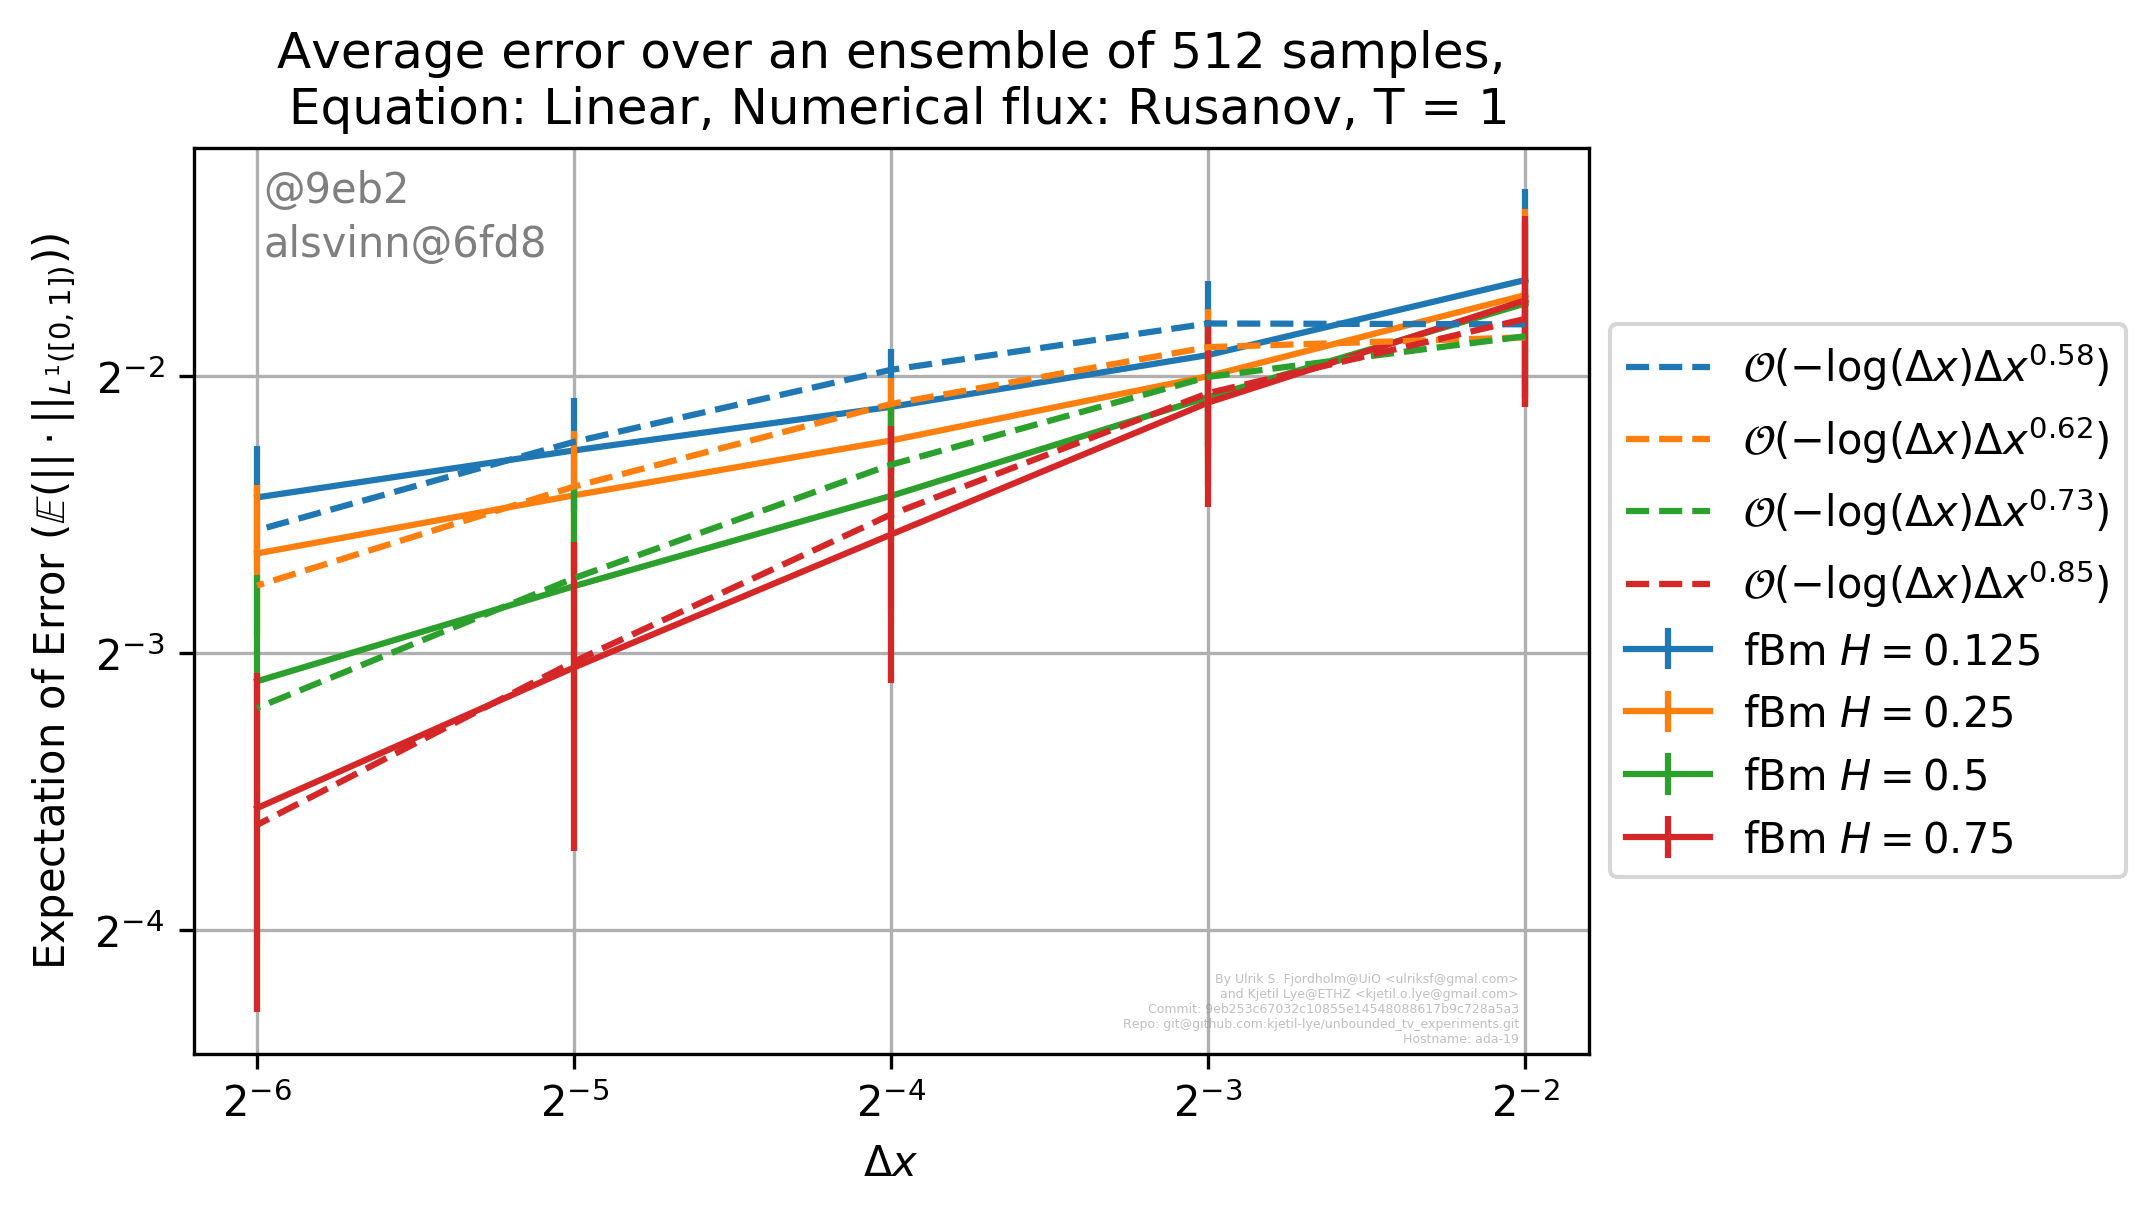 Average error over an ensemble of 512 samples,
Equation: Linear, Numerical flux: Rusanov, T = 1
@9eb2
alsvinn@6fd8
Expectation of Error (𝔼(||·||_{L¹([0,1])}))
2⁻²
2⁻³
2⁻⁴
2⁻⁶ 2⁻⁵ 2⁻⁴ 2⁻³ 2⁻²
Δx
𝒪(−log(Δx)Δx^{0.58})
𝒪(−log(Δx)Δx^{0.62})
𝒪(−log(Δx)Δx^{0.73})
𝒪(−log(Δx)Δx^{0.85})
fBm H = 0.125
fBm H = 0.25
fBm H = 0.5
fBm H = 0.75
By Ulrik S. Fjordholm@UiO <ulriksf@gmal.com>
and Kjetil Lye@ETHZ <kjetil.o.lye@gmail.com>
Commit: 9eb253c67032c10855e14548088617b9c728a5a3
Repo: git@github.com:kjetil-lye/unbounded_tv_experiments.git
Hostname: ada-19